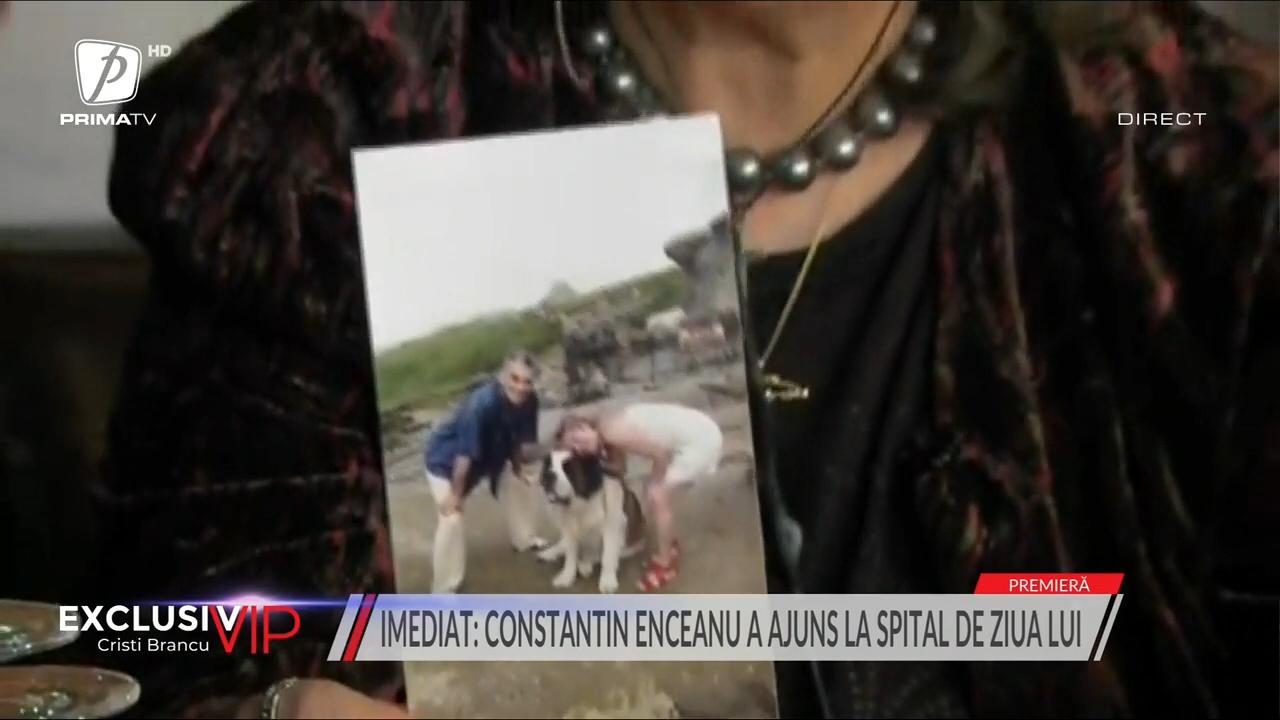 HD
PRIMATV
DIRECT
PREMIERĂ
EXCLUSIV VIP
Cristi Brancu
IMEDIAT: CONSTANTIN ENCEANU A AJUNS LA SPITAL DE ZIUA LUI